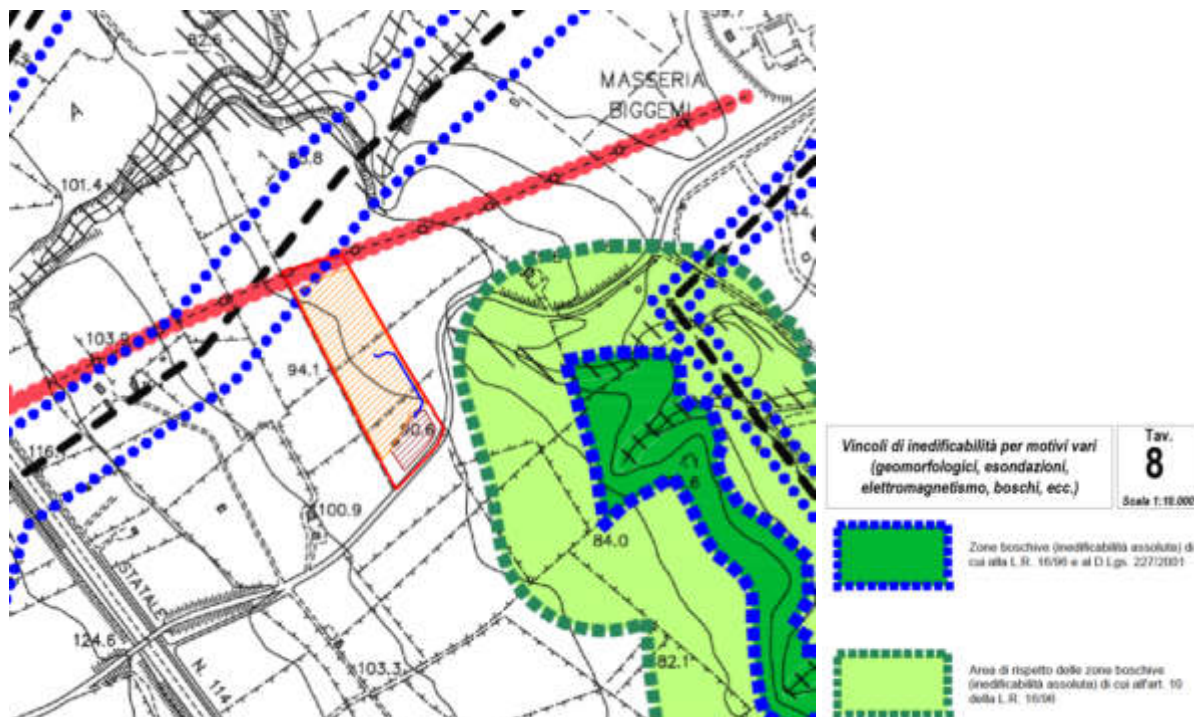 82.6
MASSERIA
BIGGEMI
A
101.4
103.9
94.1
90.6
116.
100.9
84.0
STATALE
124.6
N. 114
103.3
82.1
44.
Vincoli di inedificabilità per motivi vari
(geomorfologici, esondazioni,
elettromagnetismo, boschi, ecc.)
Tav.
8
Scala 1:10.000
Zone boschive (inedificabilità assoluta) di
cui alla L.R. 16/96 e al D.Lgs. 227/2001
Area di rispetto delle zone boschive
(inedificabilità assoluta) di cui all'art. 10
della L.R. 16/96